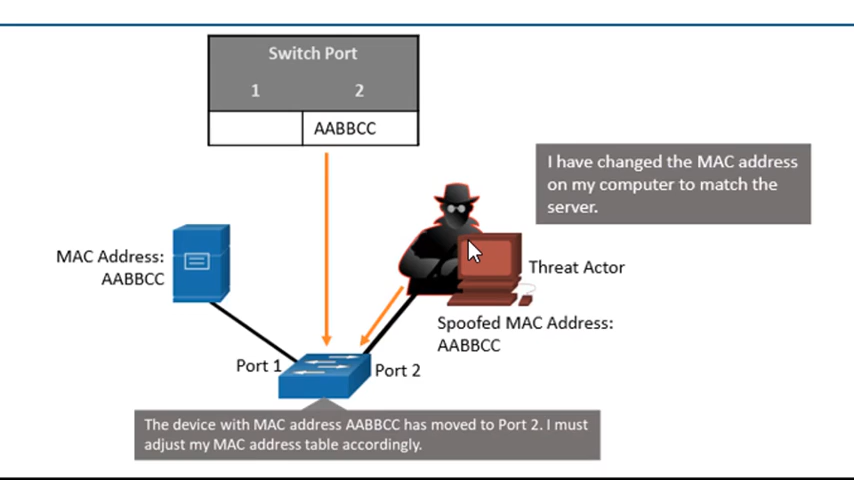 Switch Port
1 2
AABBCC
I have changed the MAC address
on my computer to match the
server.
MAC Address:
AABBCC
Threat Actor
Spoofed MAC Address:
AABBCC
Port 1
Port 2
The device with MAC address AABBCC has moved to Port 2. I must
adjust my MAC address table accordingly.